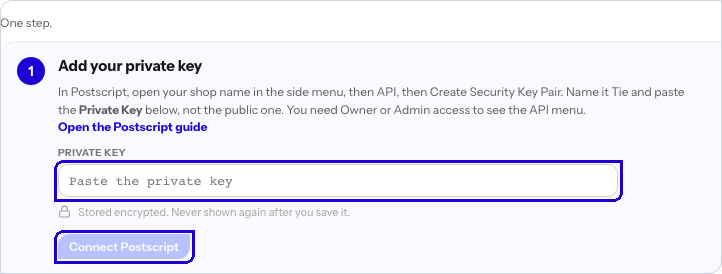 One step.
1
Add your private key
In Postscript, open your shop name in the side menu, then API, then Create Security Key Pair. Name it Tie and paste
the Private Key below, not the public one. You need Owner or Admin access to see the API menu.
Open the Postscript guide
PRIVATE KEY
Paste the private key
Stored encrypted. Never shown again after you save it.
Connect Postscript